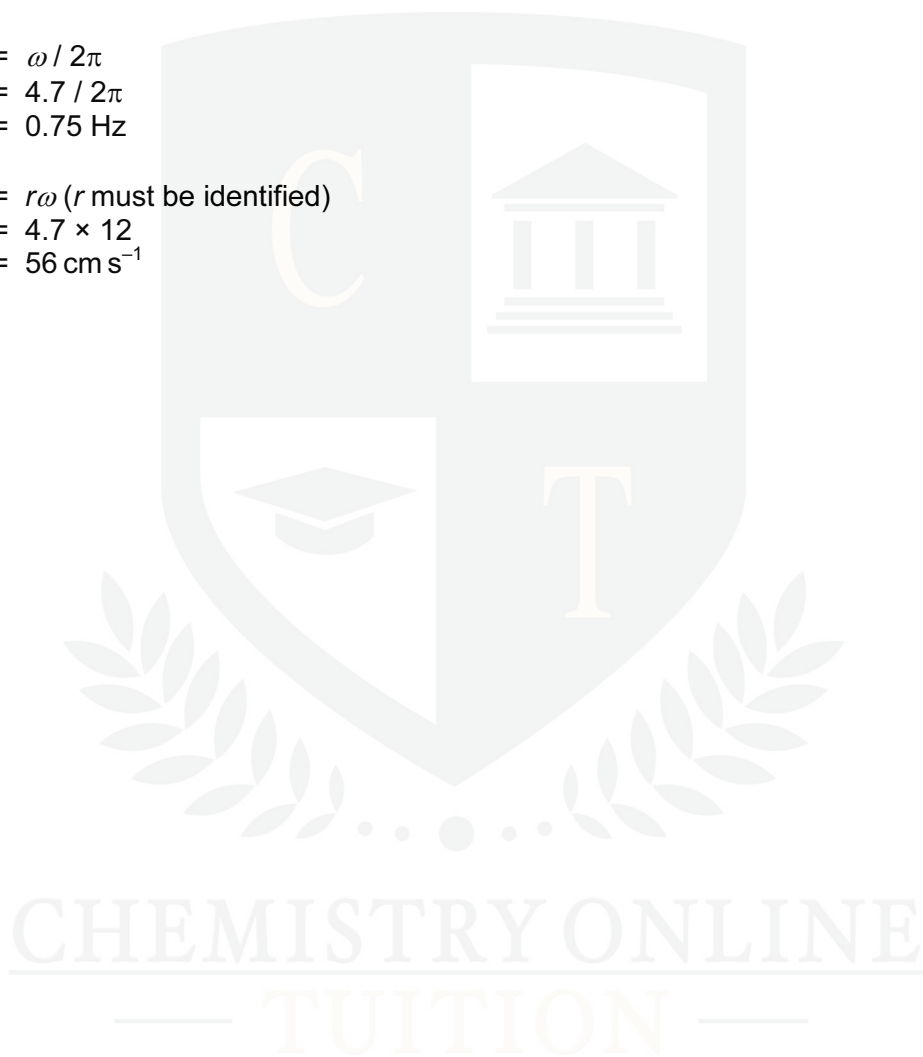 = ω / 2π
= 4.7 / 2π
= 0.75 Hz
= rω (r must be identified)
= 4.7 × 12
= 56 cm s⁻¹
C
T
CHEMISTRY ONLINE
— TUITION —